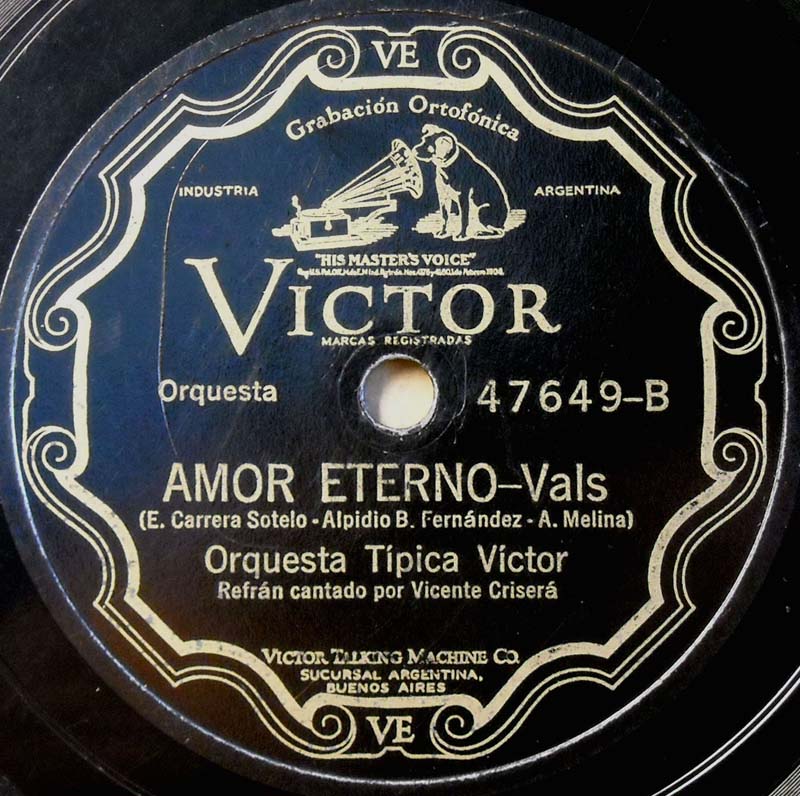 VE
Grabación Ortofónica
INDUSTRIA ARGENTINA
"HIS MASTER'S VOICE"
VICTOR
MARCAS REGISTRADAS
Orquesta 47649-B
AMOR ETERNO-Vals
(E. Carrera Sotelo - Alpidio B. Fernández - A. Melina)
Orquesta Típica Víctor
Refrán cantado por Vicente Criserá
VICTOR TALKING MACHINE CO.
SUCURSAL ARGENTINA,
BUENOS AIRES
VE